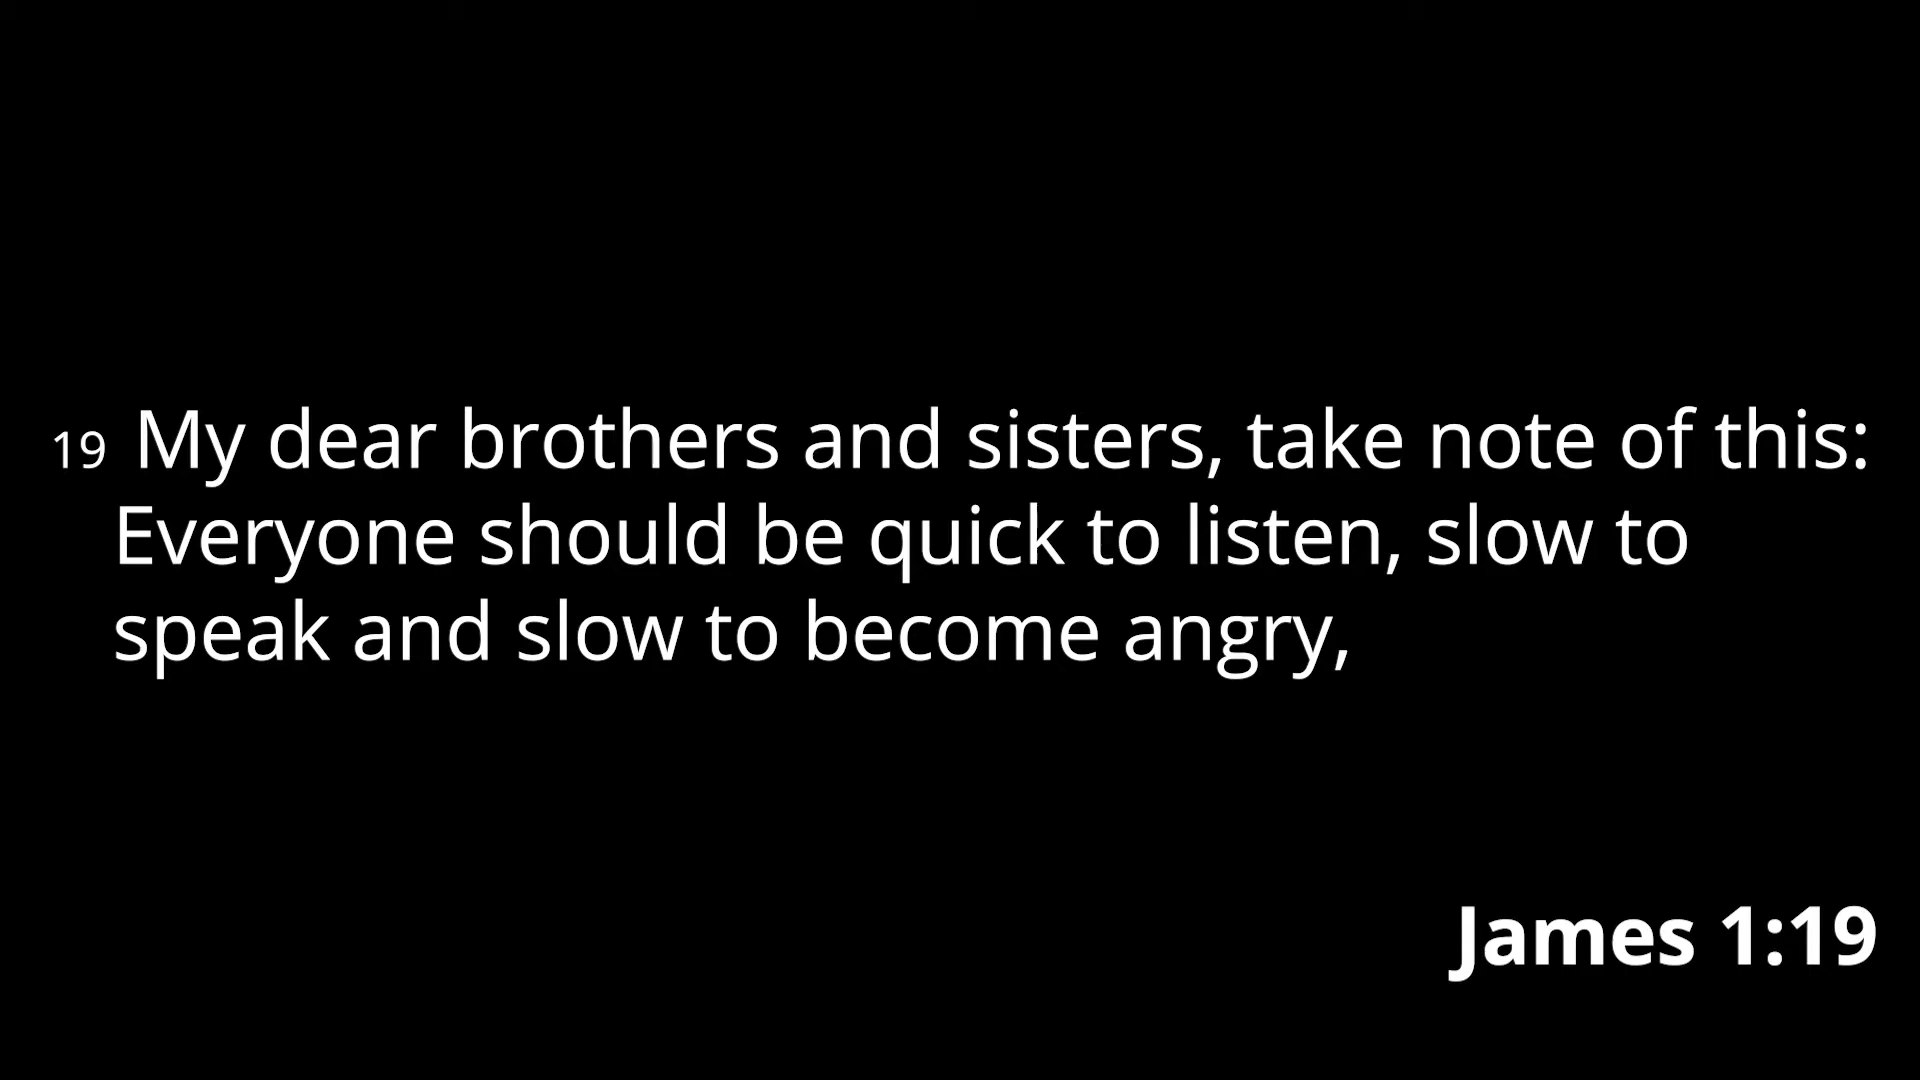 19 My dear brothers and sisters, take note of this:
Everyone should be quick to listen, slow to
speak and slow to become angry,
James 1:19